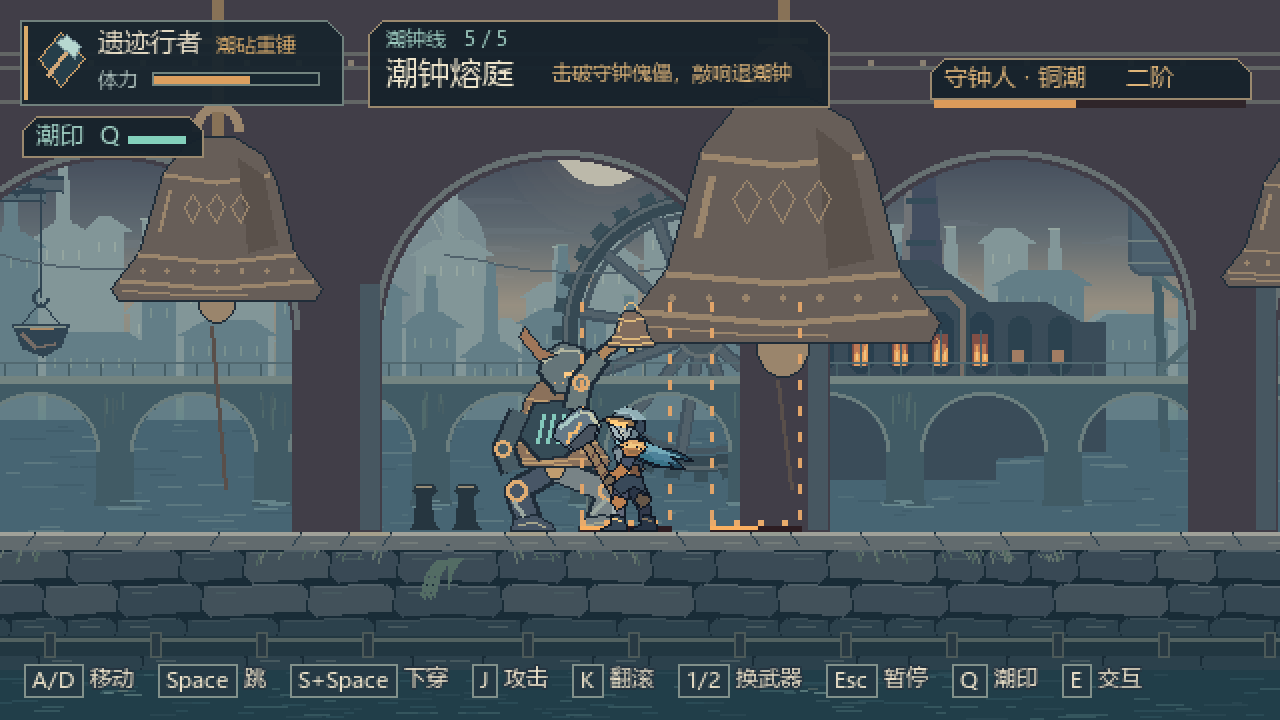 遗迹行者 潮砧重锤
体力
潮钟线 5/5
潮钟熔庭 击破守钟傀儡，敲响退潮钟
守钟人·铜潮 二阶
潮印 Q
A/D 移动 Space 跳 S+Space 下穿 J 攻击 K 翻滚 1/2 换武器 Esc 暂停 Q 潮印 E 交互